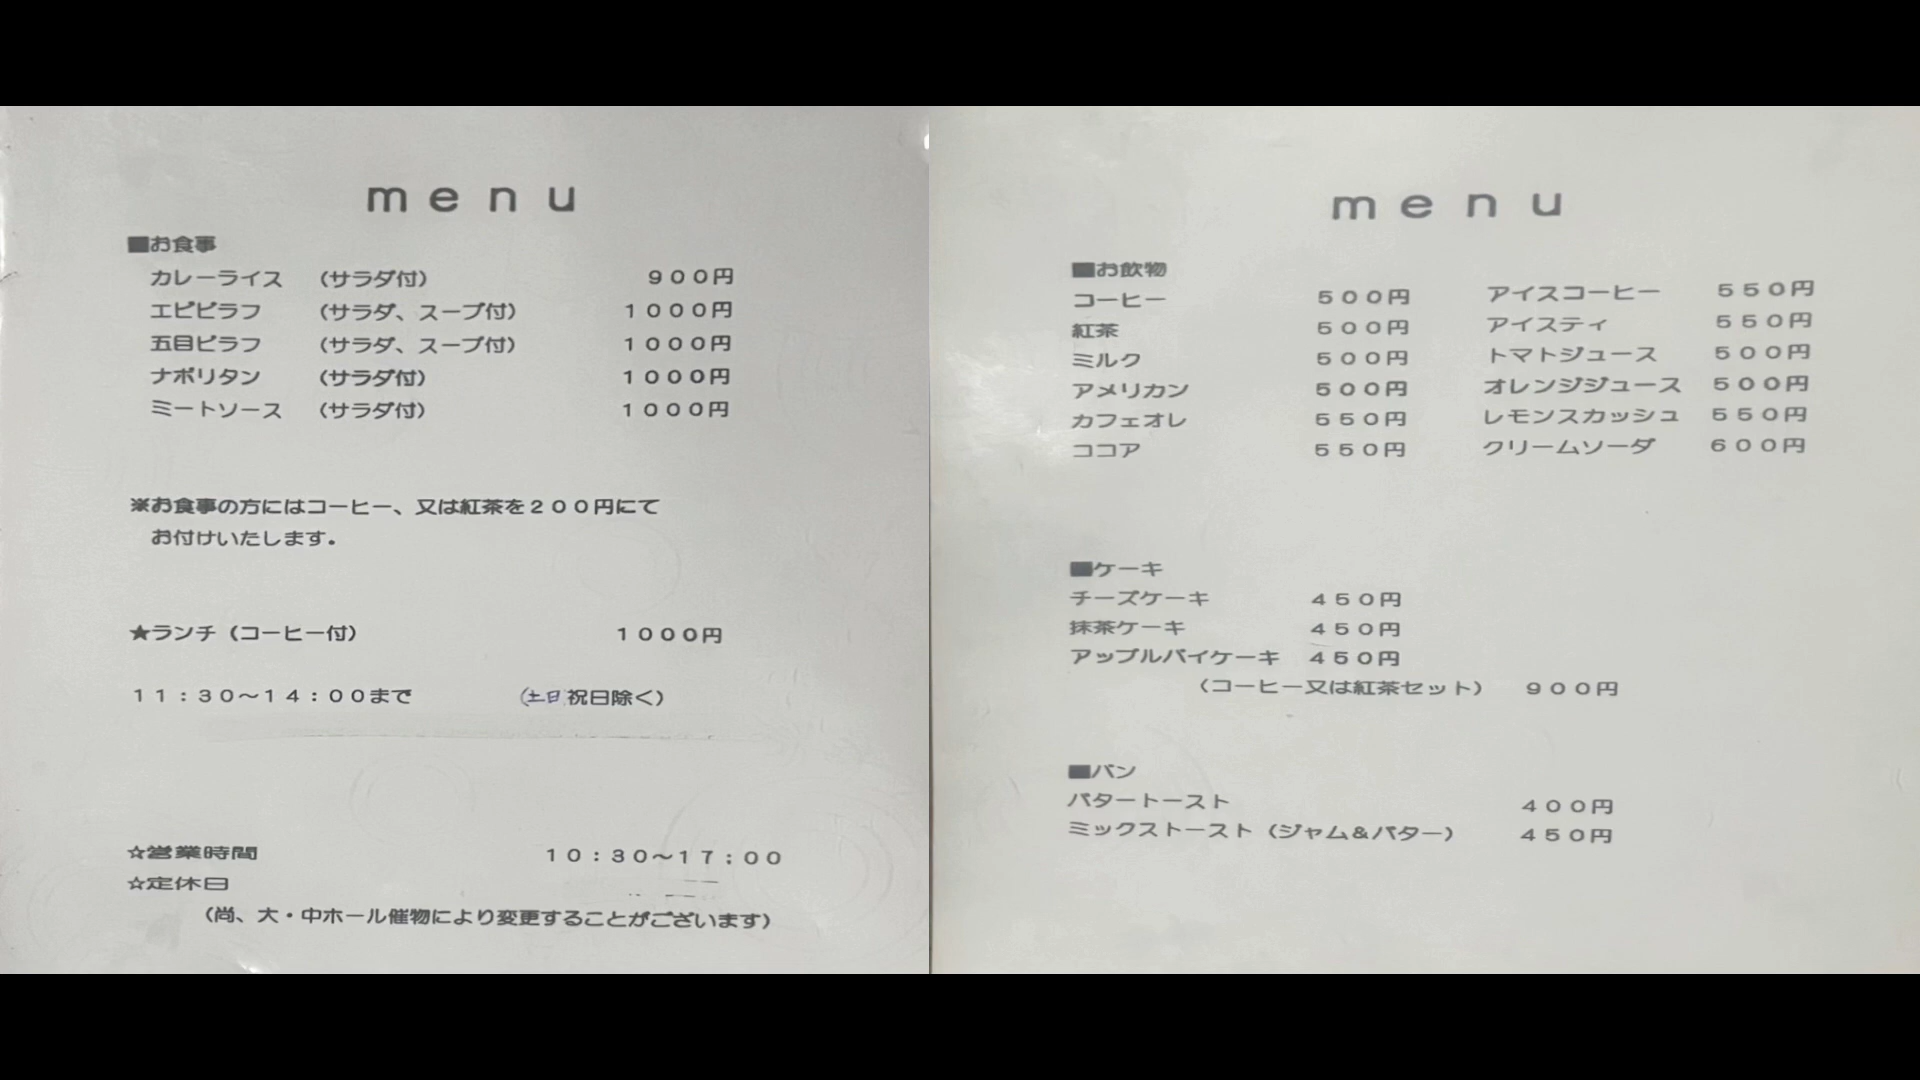 menu
■お食事
カレーライス （サラダ付） 900円
エビピラフ （サラダ、スープ付） 1000円
五目ピラフ （サラダ、スープ付） 1000円
ナポリタン （サラダ付） 1000円
ミートソース （サラダ付） 1000円
※お食事の方にはコーヒー、又は紅茶を200円にて
お付けいたします。
★ランチ（コーヒー付） 1000円
11：30～14：00まで （土日祝日除く）
☆営業時間 10：30～17：00
☆定休日
（尚、大・中ホール催物により変更することがございます）
menu
■お飲物
コーヒー 500円 アイスコーヒー 550円
紅茶 500円 アイスティ 550円
ミルク 500円 トマトジュース 500円
アメリカン 500円 オレンジジュース 500円
カフェオレ 550円 レモンスカッシュ 550円
ココア 550円 クリームソーダ 600円
■ケーキ
チーズケーキ 450円
抹茶ケーキ 450円
アップルパイケーキ 450円
（コーヒー又は紅茶セット） 900円
■パン
バタートースト 400円
ミックストースト（ジャム＆バター） 450円